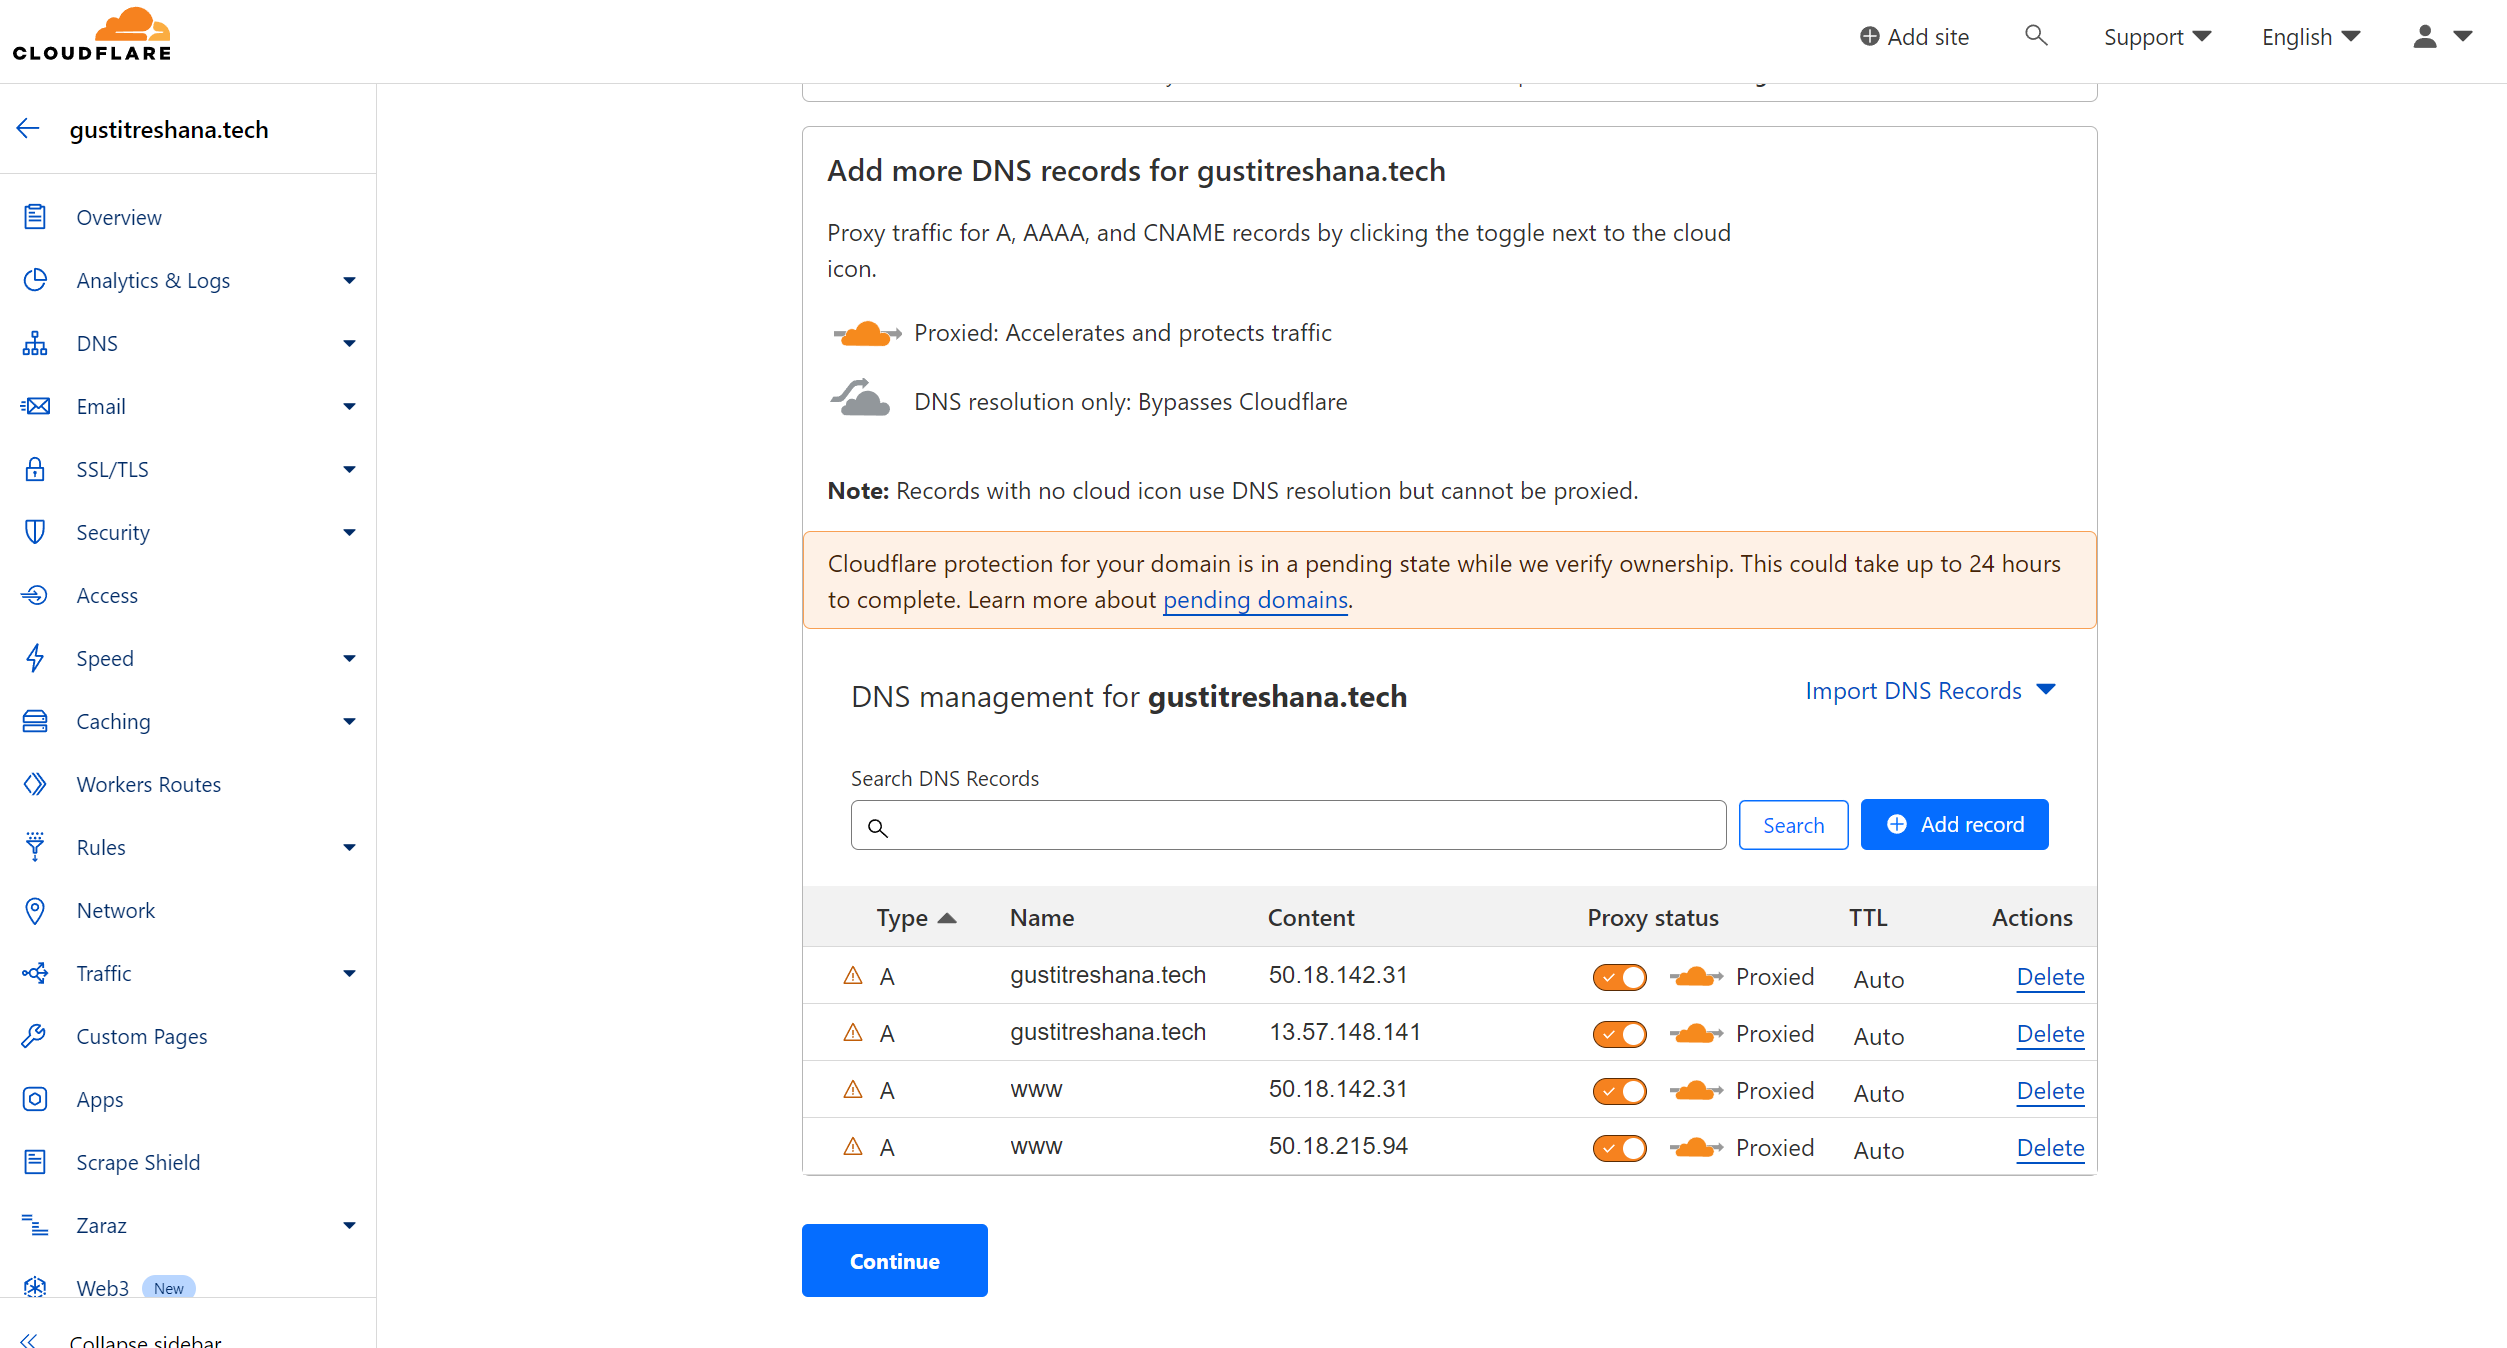 CLOUDFLARE
Add site
Support
English
gustitreshana.tech
Overview
Analytics & Logs
DNS
Email
SSL/TLS
Security
Access
Speed
Caching
Workers Routes
Rules
Network
Traffic
Custom Pages
Apps
Scrape Shield
Zaraz
Web3 New
Collapse sidebar
Add more DNS records for gustitreshana.tech
Proxy traffic for A, AAAA, and CNAME records by clicking the toggle next to the cloud
icon.
Proxied: Accelerates and protects traffic
DNS resolution only: Bypasses Cloudflare
Note: Records with no cloud icon use DNS resolution but cannot be proxied.
Cloudflare protection for your domain is in a pending state while we verify ownership. This could take up to 24 hours
to complete. Learn more about pending domains.
DNS management for gustitreshana.tech
Import DNS Records
Search DNS Records
Search
Add record
Type Name Content Proxy status TTL Actions
A gustitreshana.tech 50.18.142.31 Proxied Auto Delete
A gustitreshana.tech 13.57.148.141 Proxied Auto Delete
A www 50.18.142.31 Proxied Auto Delete
A www 50.18.215.94 Proxied Auto Delete
Continue